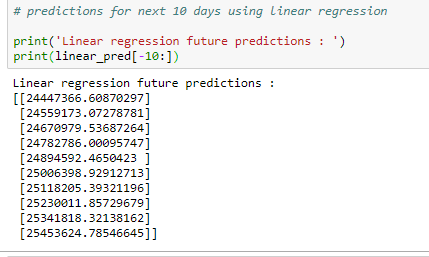 # predictions for next 10 days using linear regression
print('Linear regression future predictions : ')
print(linear_pred[-10:])
Linear regression future predictions :
[[24447366.60870297]
[24559173.07278781]
[24670979.53687264]
[24782786.00095747]
[24894592.4650423 ]
[25006398.92912713]
[25118205.39321196]
[25230011.85729679]
[25341818.32138162]
[25453624.78546645]]